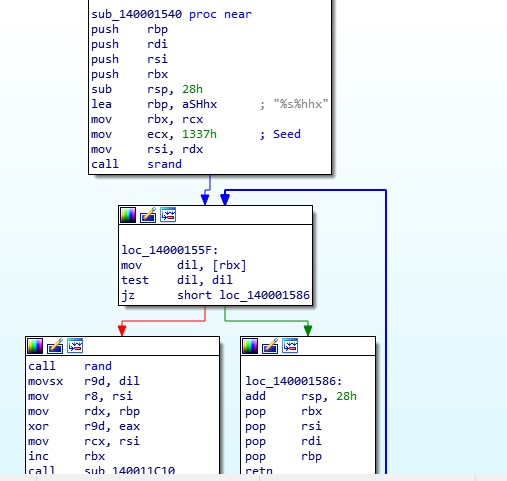 sub_140001540 proc near
push rbp
push rdi
push rsi
push rbx
sub rsp, 28h
lea rbp, aSHhx ; "%s%hhx"
mov rbx, rcx
mov ecx, 1337h ; Seed
mov rsi, rdx
call srand
loc_14000155F:
mov dil, [rbx]
test dil, dil
jz short loc_140001586
call rand
movsx r9d, dil
mov r8, rsi
mov rdx, rbp
xor r9d, eax
mov rcx, rsi
inc rbx
call sub_140011C10
loc_140001586:
add rsp, 28h
pop rbx
pop rsi
pop rdi
pop rbp
retn